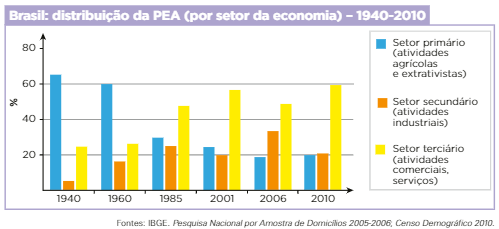 Brasil: distribuição da PEA (por setor da economia) – 1940-2010
80
60
40
20
%
1940
1960
1985
2001
2006
2010
Setor primário
(atividades
agrícolas
e extrativistas)
Setor secundário
(atividades
industriais)
Setor terciário
(atividades
comerciais,
serviços)
Fontes: IBGE. Pesquisa Nacional por Amostra de Domicílios 2005-2006; Censo Demográfico 2010.